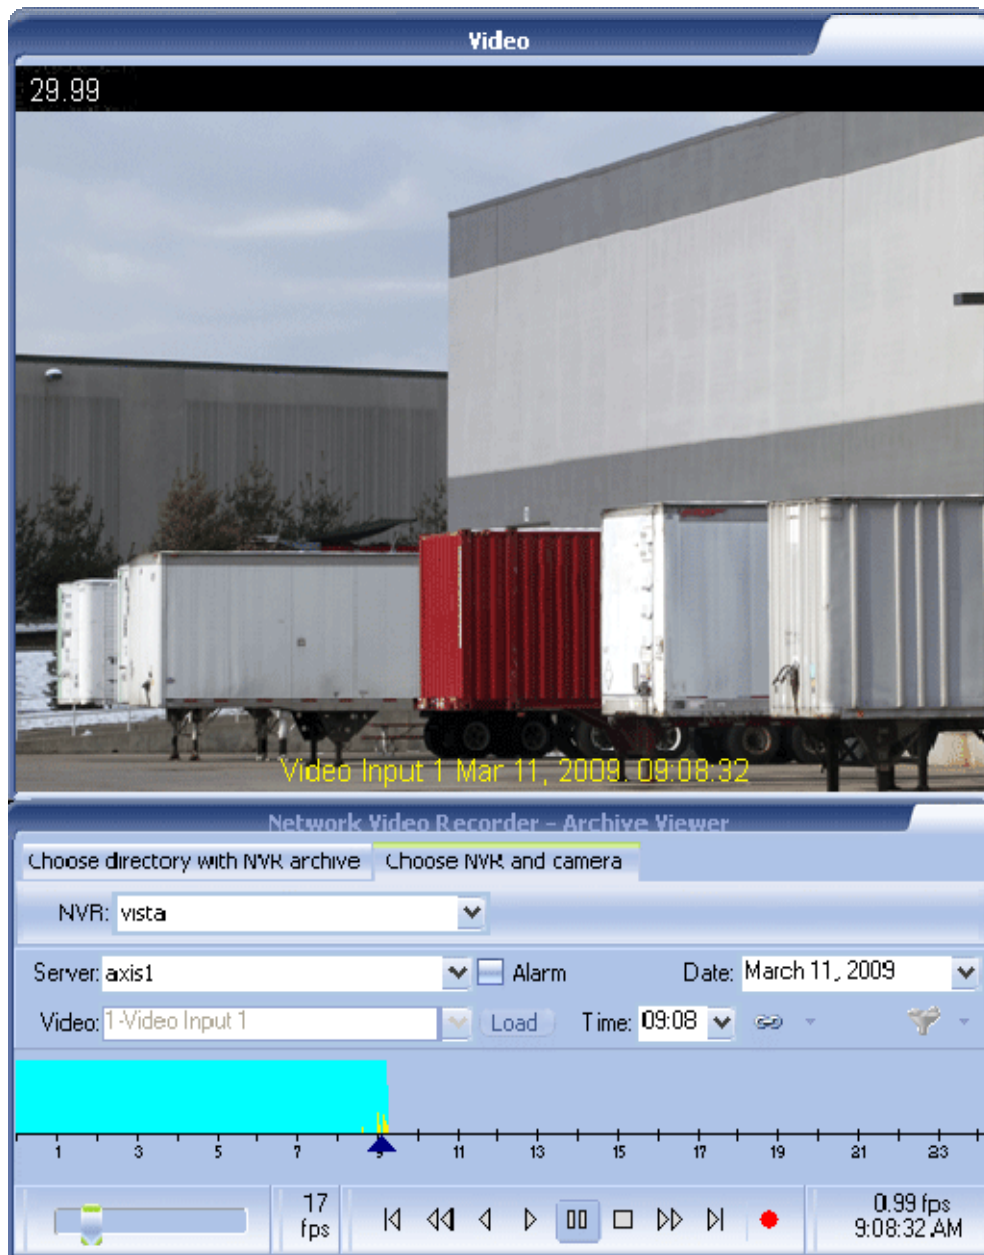 Video
29.99
Video Input 1 Mar 11, 2009. 09:08:32
Network Video Recorder - Archive Viewer
Choose directory with NVR archive Choose NVR and camera
NVR: vista
Server: axis1 Alarm Date: March 11, 2009
Video: 1-Video Input 1 Load Time: 09:08
1 3 5 7 9 11 13 15 17 19 21 23
17 fps 0.99 fps
9:08:32 AM